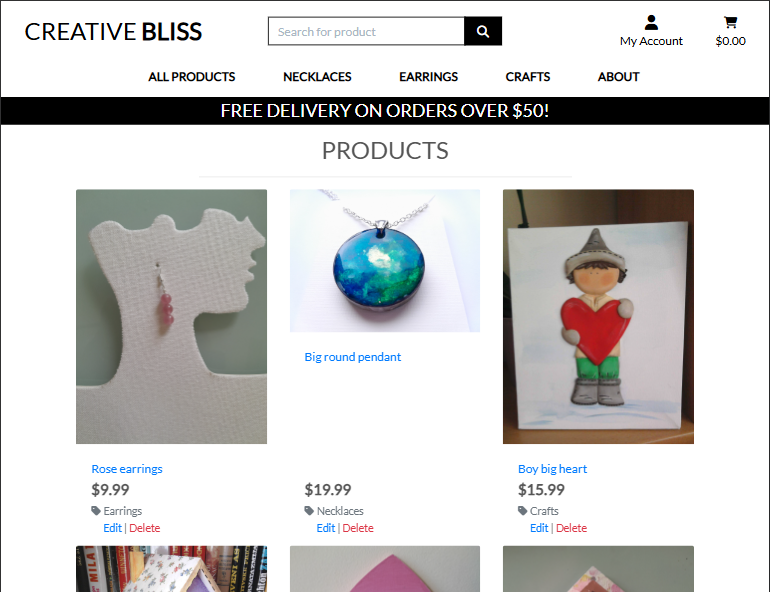 CREATIVE BLISS
Search for product
My Account
$0.00
ALL PRODUCTS NECKLACES EARRINGS CRAFTS ABOUT
FREE DELIVERY ON ORDERS OVER $50!
PRODUCTS
Big round pendant
Rose earrings
Boy big heart
$9.99
$19.99
$15.99
Earrings
Necklaces
Crafts
Edit | Delete
Edit | Delete
Edit | Delete
MILA